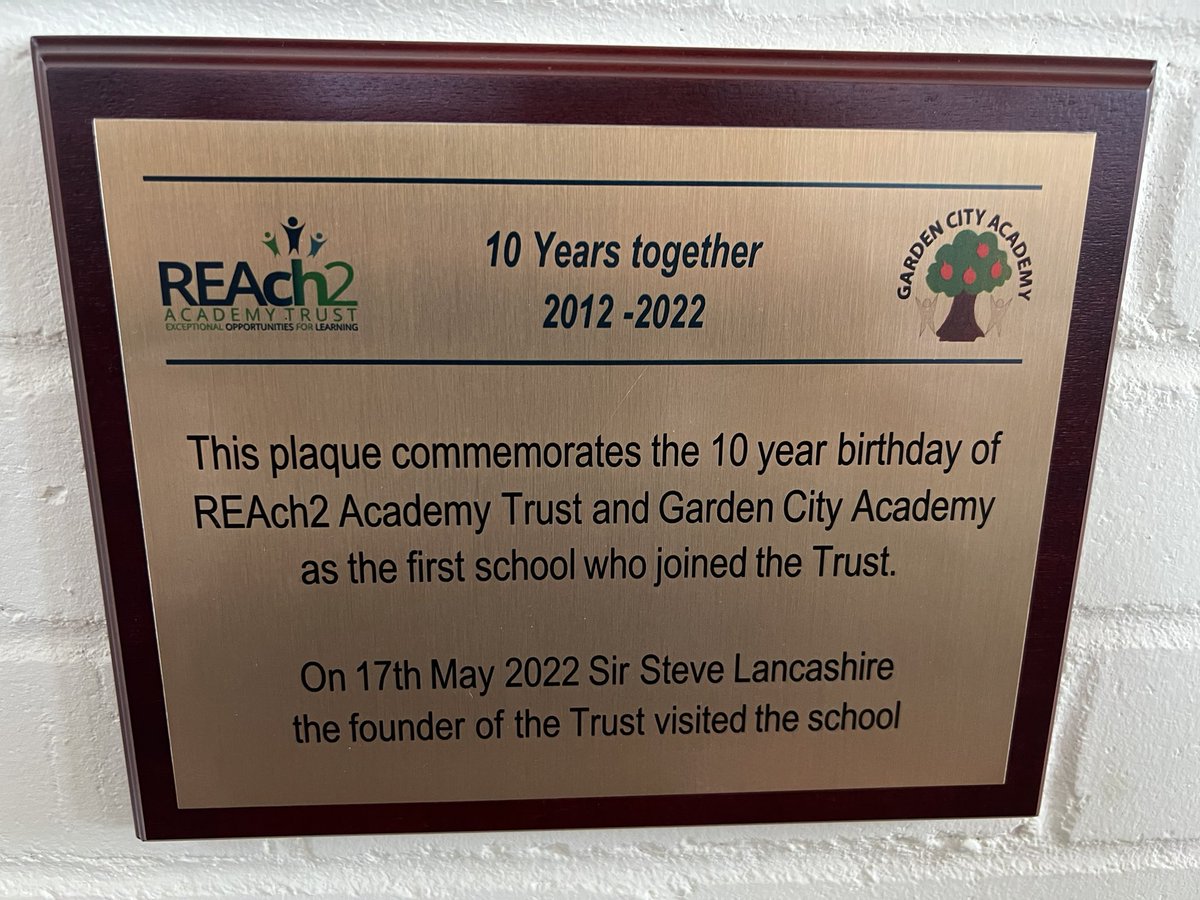 REAch2
ACADEMY TRUST
EXCEPTIONAL OPPORTUNITIES FOR LEARNING
10 Years together
2012 -2022
GARDEN CITY ACADEMY
This plaque commemorates the 10 year birthday of
REAch2 Academy Trust and Garden City Academy
as the first school who joined the Trust.
On 17th May 2022 Sir Steve Lancashire
the founder of the Trust visited the school